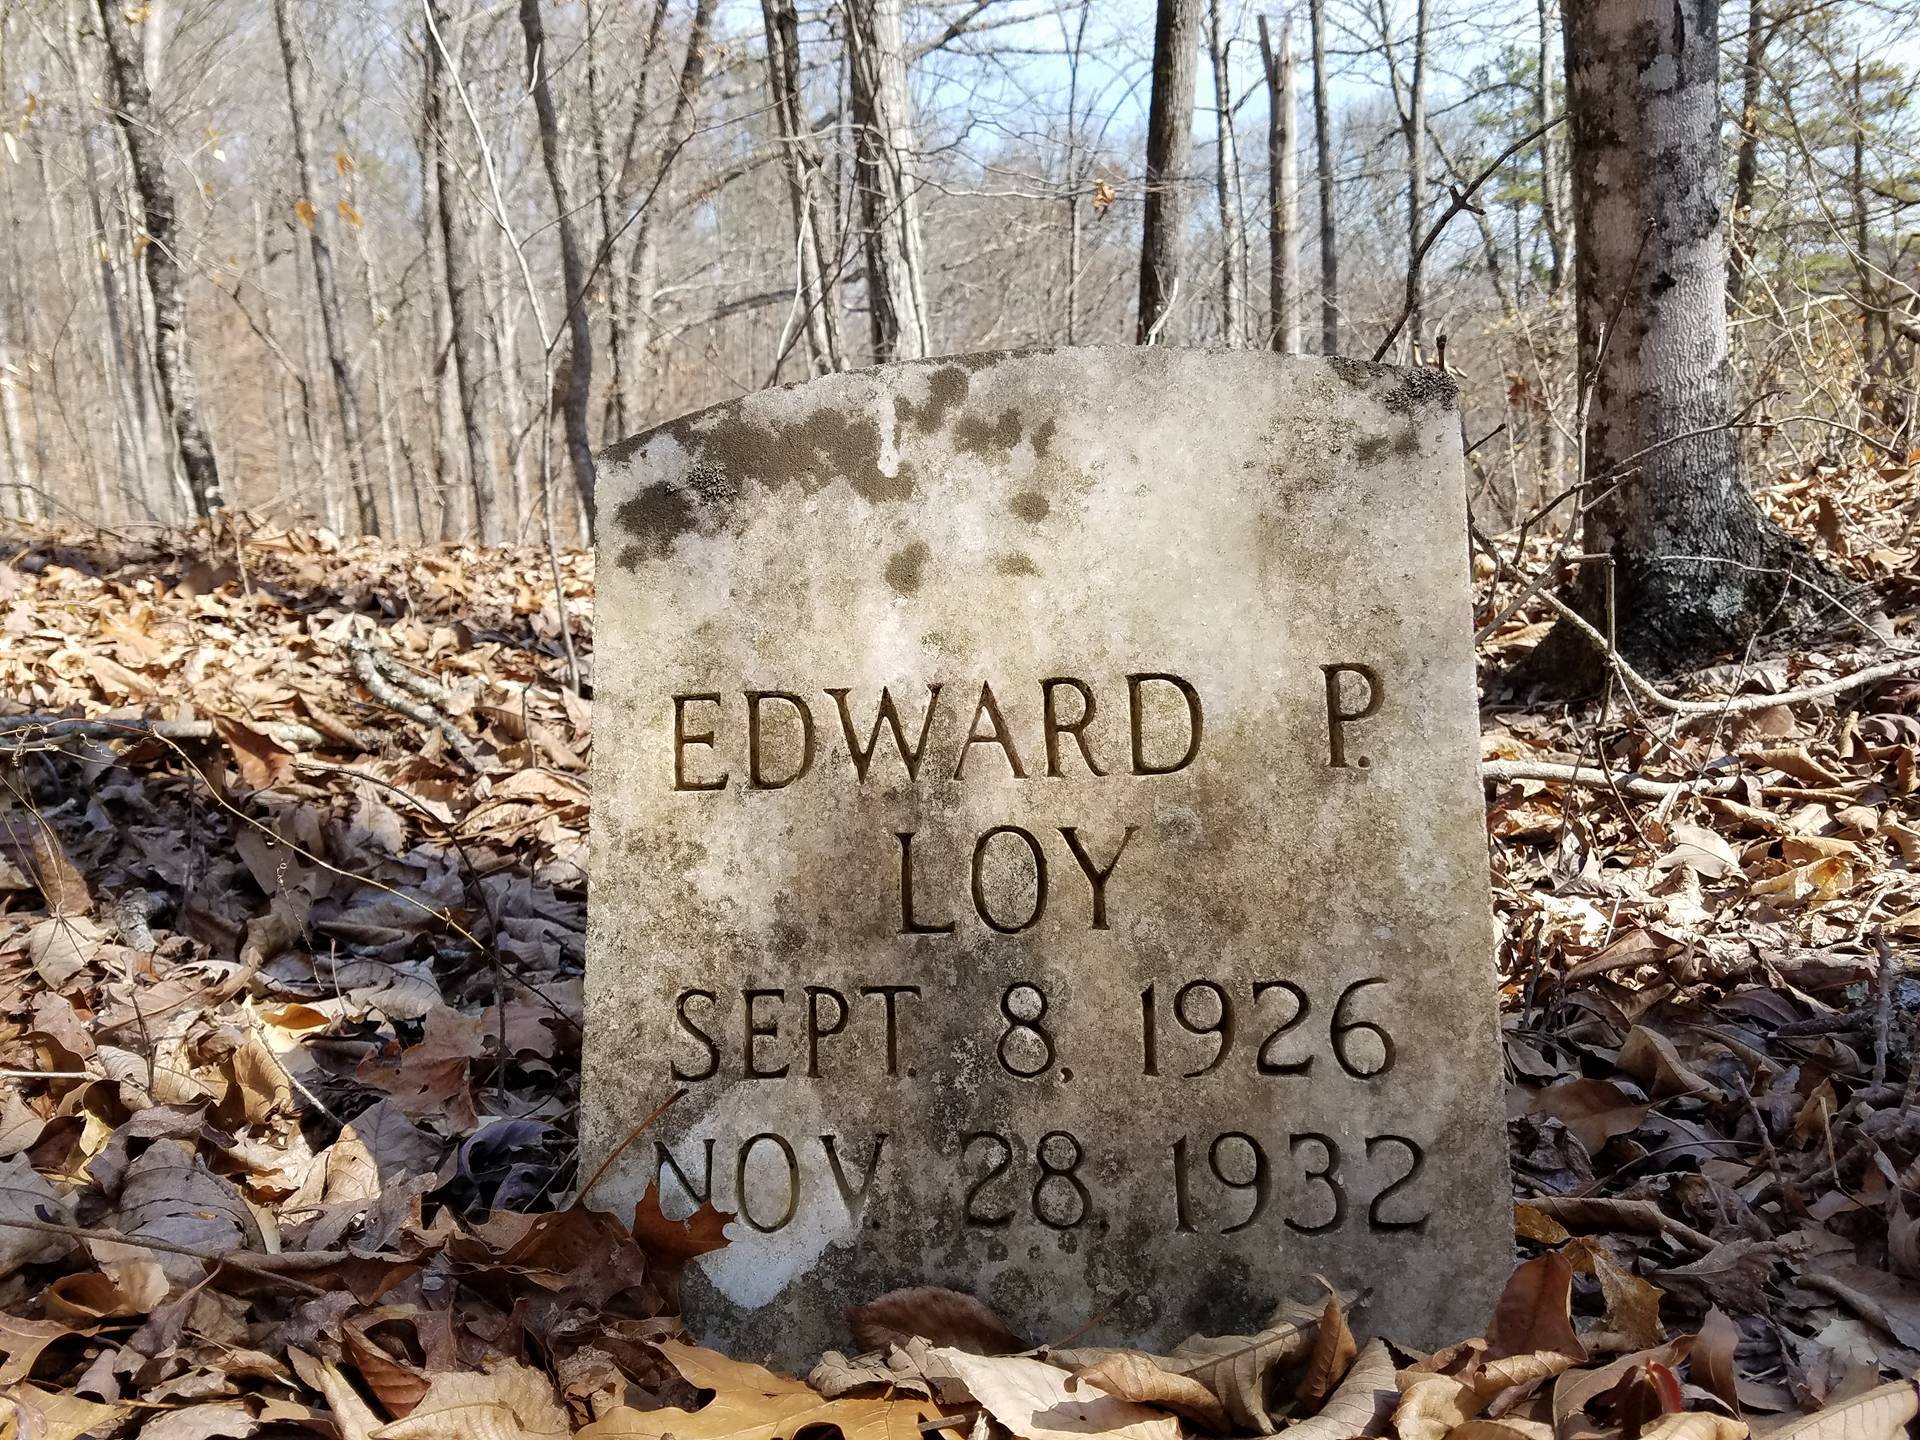 EDWARD P.
LOY
SEPT. 8, 1926
NOV. 28, 1932